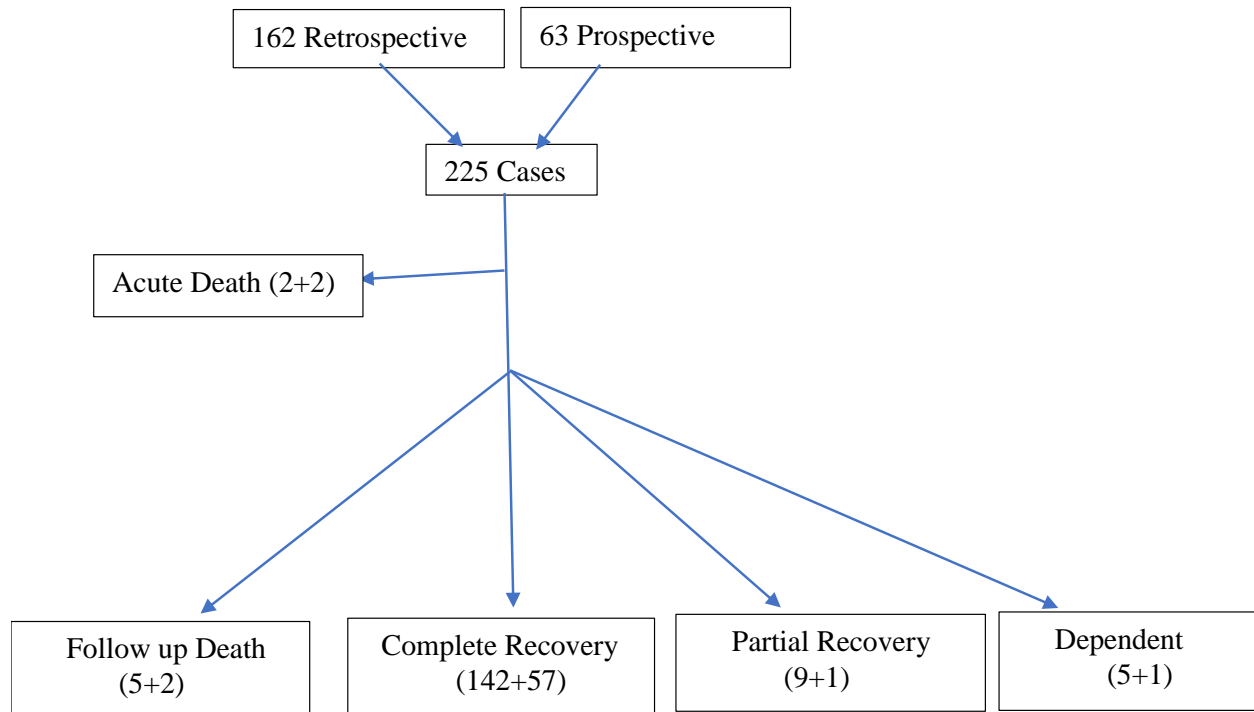 162 Retrospective
63 Prospective
225 Cases
Acute Death (2+2)
Follow up Death
(5+2)
Complete Recovery
(142+57)
Partial Recovery
(9+1)
Dependent
(5+1)